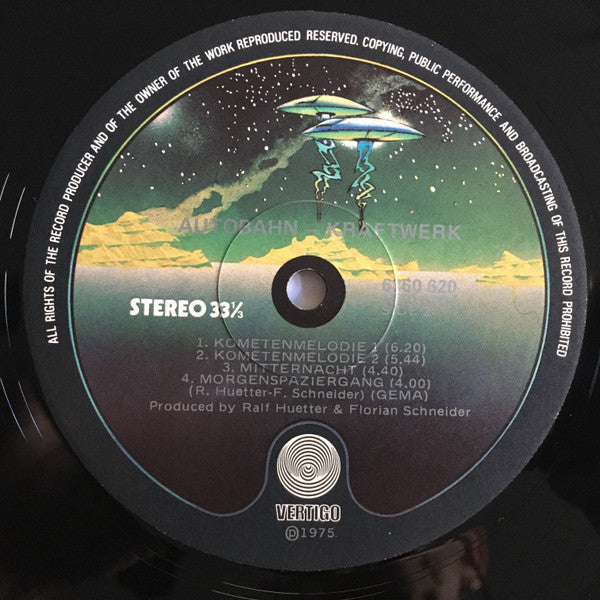 ALL RIGHTS OF THE RECORD PRODUCER AND OF THE OWNER OF THE WORK REPRODUCED RESERVED. COPYING, PUBLIC PERFORMANCE AND BROADCASTING OF THIS RECORD PROHIBITED
AUTOBAHN - KRAFTWERK
6360 620
STEREO 33⅓
SIDE
1. KOMETENMELODIE 1 (6.20)
2. KOMETENMELODIE 2 (5.44)
3. MITTERNACHT (4.40)
4. MORGENSPAZIERGANG (4.00)
(R. Huetter-F. Schneider) (GEMA)
Produced by Ralf Huetter & Florian Schneider
VERTIGO
℗1975.